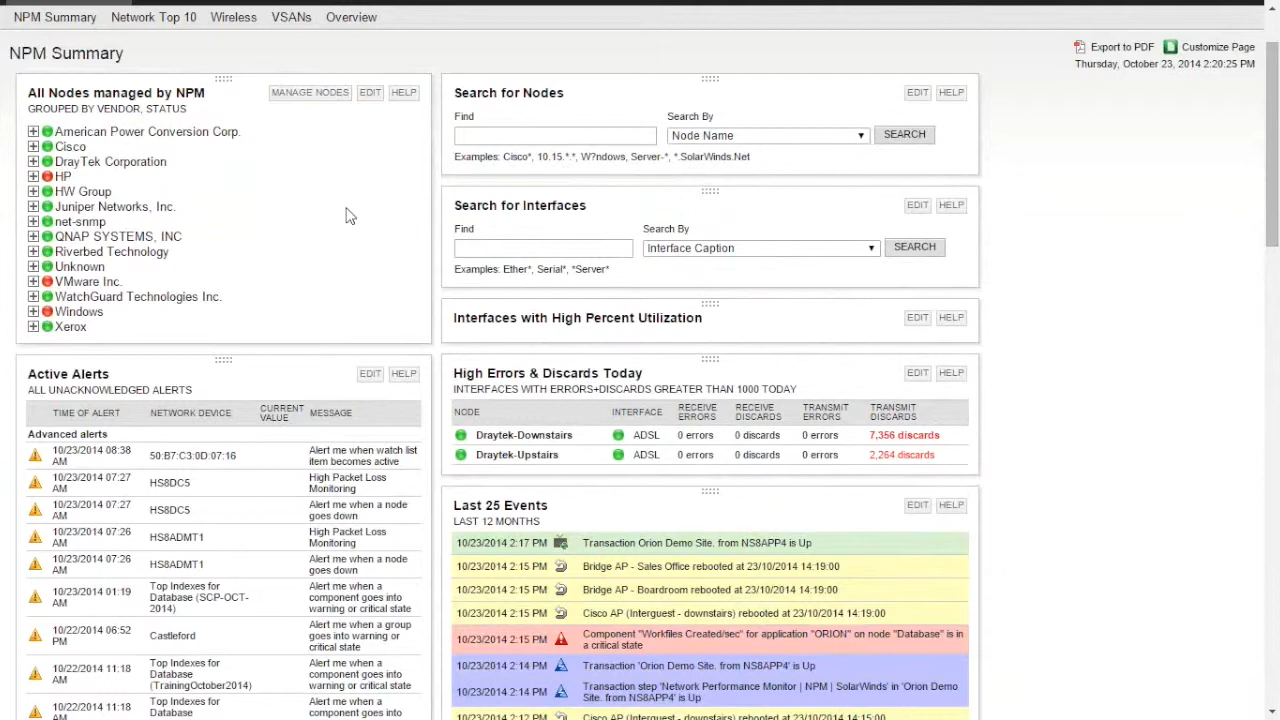 NPM Summary Network Top 10 Wireless VSANs Overview
NPM Summary
Export to PDF Customize Page
Thursday, October 23, 2014 2:20:25 PM
All Nodes managed by NPM MANAGE NODES EDIT HELP
GROUPED BY VENDOR, STATUS
American Power Conversion Corp.
Cisco
DrayTek Corporation
HP
HW Group
Juniper Networks, Inc.
net-snmp
QNAP SYSTEMS, INC
Riverbed Technology
Unknown
VMware Inc.
WatchGuard Technologies Inc.
Windows
Xerox
Active Alerts EDIT HELP
ALL UNACKNOWLEDGED ALERTS
TIME OF ALERT NETWORK DEVICE CURRENT VALUE MESSAGE
Advanced alerts
10/23/2014 08:38 AM 50:B7:C3:0D:07:16 Alert me when watch list item becomes active
10/23/2014 07:27 AM HS8DC5 High Packet Loss Monitoring
10/23/2014 07:27 AM HS8DC5 Alert me when a node goes down
10/23/2014 07:26 AM HS8ADMT1 High Packet Loss Monitoring
10/23/2014 07:26 AM HS8ADMT1 Alert me when a node goes down
10/23/2014 01:19 AM Top Indexes for Database (SCP-OCT-2014) Alert me when a component goes into warning or critical state
10/22/2014 06:52 PM Castleford Alert me when a group goes into warning or critical state
10/22/2014 11:18 AM Top Indexes for Database (TrainingOctober2014) Alert me when a component goes into warning or critical state
10/22/2014 11:18 AM Top Indexes for Database Alert me when a component goes into
Search for Nodes EDIT HELP
Find Search By
Node Name SEARCH
Examples: Cisco*, 10.15.*.*, W?ndows, Server-*, *.SolarWinds.Net
Search for Interfaces EDIT HELP
Find Search By
Interface Caption SEARCH
Examples: Ether*, Serial*, *Server*
Interfaces with High Percent Utilization EDIT HELP
High Errors & Discards Today EDIT HELP
INTERFACES WITH ERRORS+DISCARDS GREATER THAN 1000 TODAY
NODE INTERFACE RECEIVE ERRORS RECEIVE DISCARDS TRANSMIT ERRORS TRANSMIT DISCARDS
Draytek-Downstairs ADSL 0 errors 0 discards 0 errors 7,356 discards
Draytek-Upstairs ADSL 0 errors 0 discards 0 errors 2,264 discards
Last 25 Events EDIT HELP
LAST 12 MONTHS
10/23/2014 2:17 PM Transaction Orion Demo Site. from NS8APP4 is Up
10/23/2014 2:15 PM Bridge AP - Sales Office rebooted at 23/10/2014 14:19:00
10/23/2014 2:15 PM Bridge AP - Boardroom rebooted at 23/10/2014 14:19:00
10/23/2014 2:15 PM Cisco AP (Interguest - downstairs) rebooted at 23/10/2014 14:19:00
10/23/2014 2:15 PM Component "Workfiles Created/sec" for application "ORION" on node "Database" is in a critical state
10/23/2014 2:14 PM Transaction 'Orion Demo Site. from NS8APP4' is Up
10/23/2014 2:14 PM Transaction step 'Network Performance Monitor | NPM | SolarWinds' in 'Orion Demo Site. from NS8APP4' is Up
10/23/2014 2:12 PM Cisco AP (Interguest - downstairs) rebooted at 23/10/2014 14:15:00